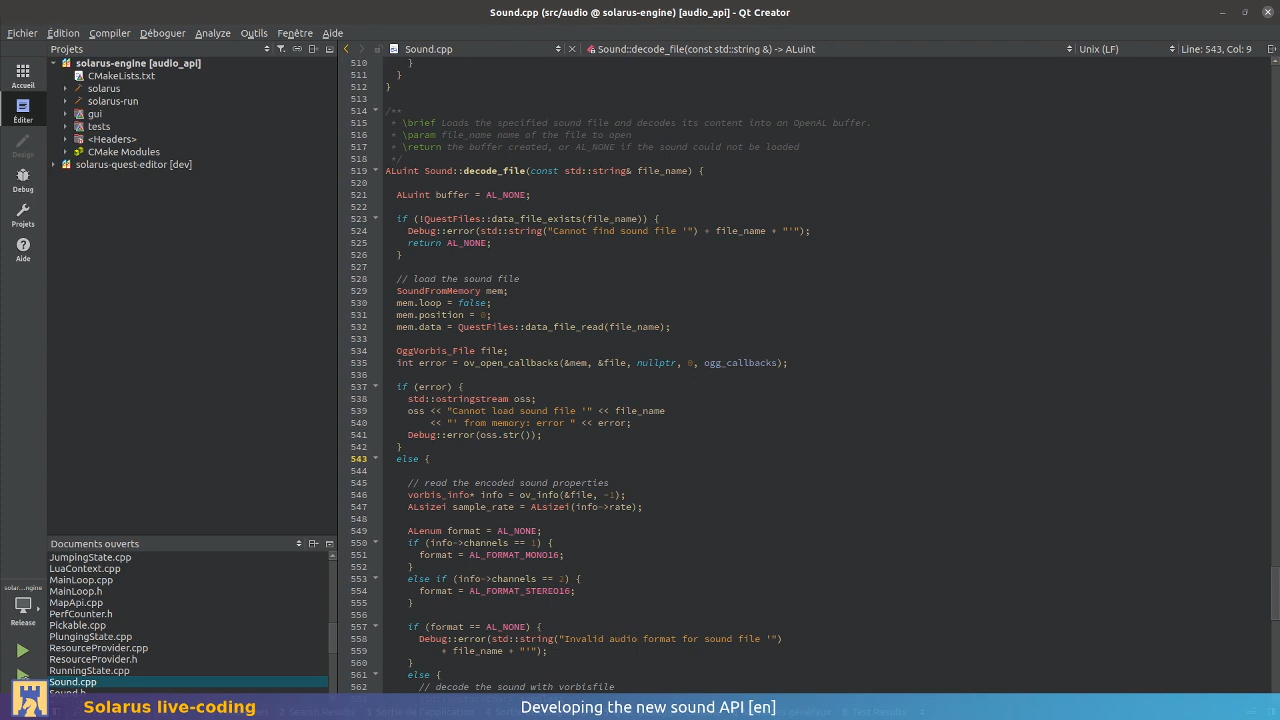 Sound.cpp (src/audio @ solarus-engine) [audio_api] - Qt Creator
Fichier Édition Compiler Déboguer Analyze Outils Fenêtre Aide
Projets
Sound.cpp
Sound::decode_file(const std::string &) -> ALuint
Unix (LF)
Line: 543, Col: 9
Accueil
Éditer
Design
Debug
Projets
Aide
solar…ngine
Release
solarus-engine [audio_api]
CMakeLists.txt
solarus
solarus-run
gui
tests
<Headers>
CMake Modules
solarus-quest-editor [dev]
Documents ouverts
JumpingState.cpp
LuaContext.cpp
MainLoop.cpp
MainLoop.h
MapApi.cpp
PerfCounter.h
Pickable.cpp
PlungingState.cpp
ResourceProvider.cpp
ResourceProvider.h
RunningState.cpp
Sound.cpp
Sound.h
510     }
511   }
512 }
513
514 /**
515  * \brief Loads the specified sound file and decodes its content into an OpenAL buffer.
516  * \param file_name name of the file to open
517  * \return the buffer created, or AL_NONE if the sound could not be loaded
518  */
519 ALuint Sound::decode_file(const std::string& file_name) {
520
521   ALuint buffer = AL_NONE;
522
523   if (!QuestFiles::data_file_exists(file_name)) {
524     Debug::error(std::string("Cannot find sound file '") + file_name + "'");
525     return AL_NONE;
526   }
527
528   // load the sound file
529   SoundFromMemory mem;
530   mem.loop = false;
531   mem.position = 0;
532   mem.data = QuestFiles::data_file_read(file_name);
533
534   OggVorbis_File file;
535   int error = ov_open_callbacks(&mem, &file, nullptr, 0, ogg_callbacks);
536
537   if (error) {
538     std::ostringstream oss;
539     oss << "Cannot load sound file '" << file_name
540         << "' from memory: error " << error;
541     Debug::error(oss.str());
542   }
543   else {
544
545     // read the encoded sound properties
546     vorbis_info* info = ov_info(&file, -1);
547     ALsizei sample_rate = ALsizei(info->rate);
548
549     ALenum format = AL_NONE;
550     if (info->channels == 1) {
551       format = AL_FORMAT_MONO16;
552     }
553     else if (info->channels == 2) {
554       format = AL_FORMAT_STEREO16;
555     }
556
557     if (format == AL_NONE) {
558       Debug::error(std::string("Invalid audio format for sound file '")
559           + file_name + "'");
560     }
561     else {
562       // decode the sound with vorbisfile
Solarus live-coding
Developing the new sound API [en]